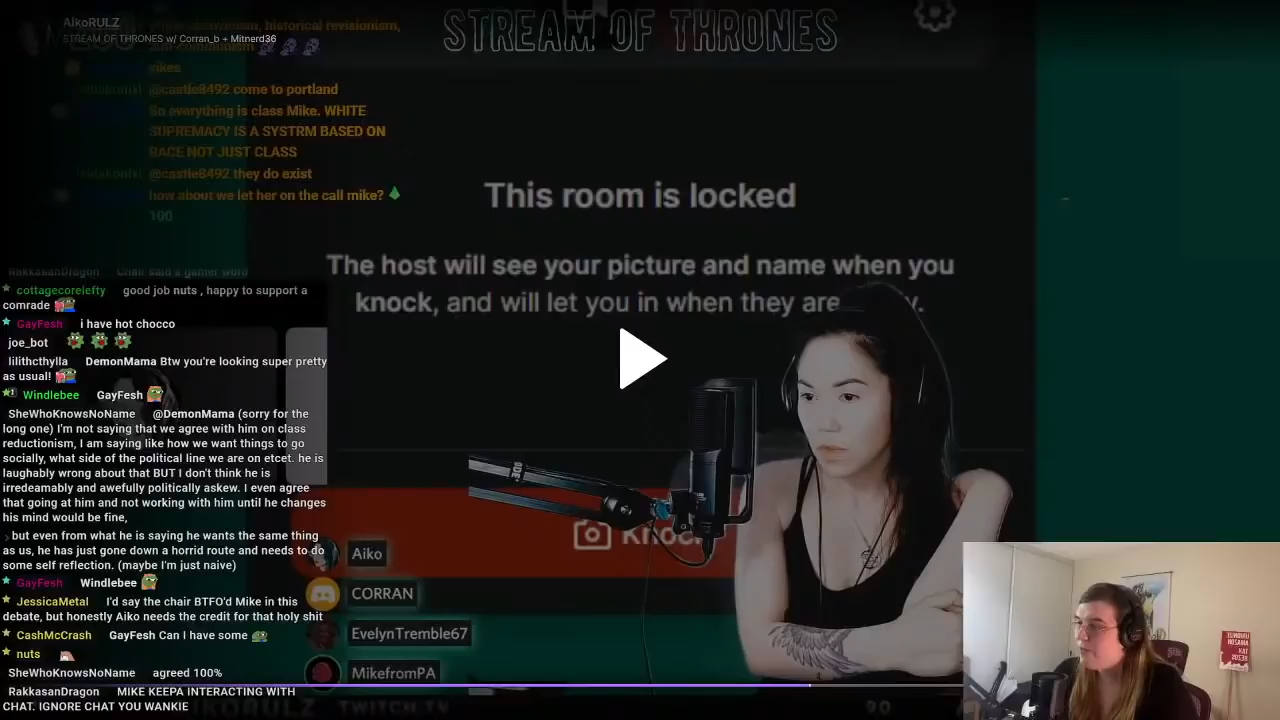 AikoRULZ
STREAM OF THRONES w/ Corran_b + Mitnerd36
STREAM OF THRONES
historical revisionism,
yikes
@castle8492 come to portland
So everything is class Mike. WHITE
SUPREMACY IS A SYSTRM BASED ON
RACE NOT JUST CLASS
@castle8492 they do exist
how about we let her on the call mike?
100
This room is locked
The host will see your picture and name when you
knock, and will let you in when they are
RakkasanDragon Chair said a gamer word
cottagecorelefty good job nuts , happy to support a
comrade
GayFesh i have hot chocco
joe_bot
lilithcthylla DemonMama Btw you're looking super pretty
as usual!
Windlebee GayFesh
SheWhoKnowsNoName @DemonMama (sorry for the
long one) I'm not saying that we agree with him on class
reductionism, I am saying like how we want things to go
socially, what side of the political line we are on etcet. he is
laughably wrong about that BUT I don't think he is
irredeamably and awefully politically askew. I even agree
that going at him and not working with him until he changes
his mind would be fine,
but even from what he is saying he wants the same thing
as us, he has just gone down a horrid route and needs to do
some self reflection. (maybe I'm just naive)
GayFesh Windlebee
JessicaMetal I'd say the chair BTFO'd Mike in this
debate, but honestly Aiko needs the credit for that holy shit
CashMcCrash GayFesh Can I have some
nuts
SheWhoKnowsNoName agreed 100%
RakkasanDragon MIKE KEEPA INTERACTING WITH
CHAT. IGNORE CHAT YOU WANKIE
Knock
Aiko
CORRAN
EvelynTremble67
MikefromPA
TWITCH.TV